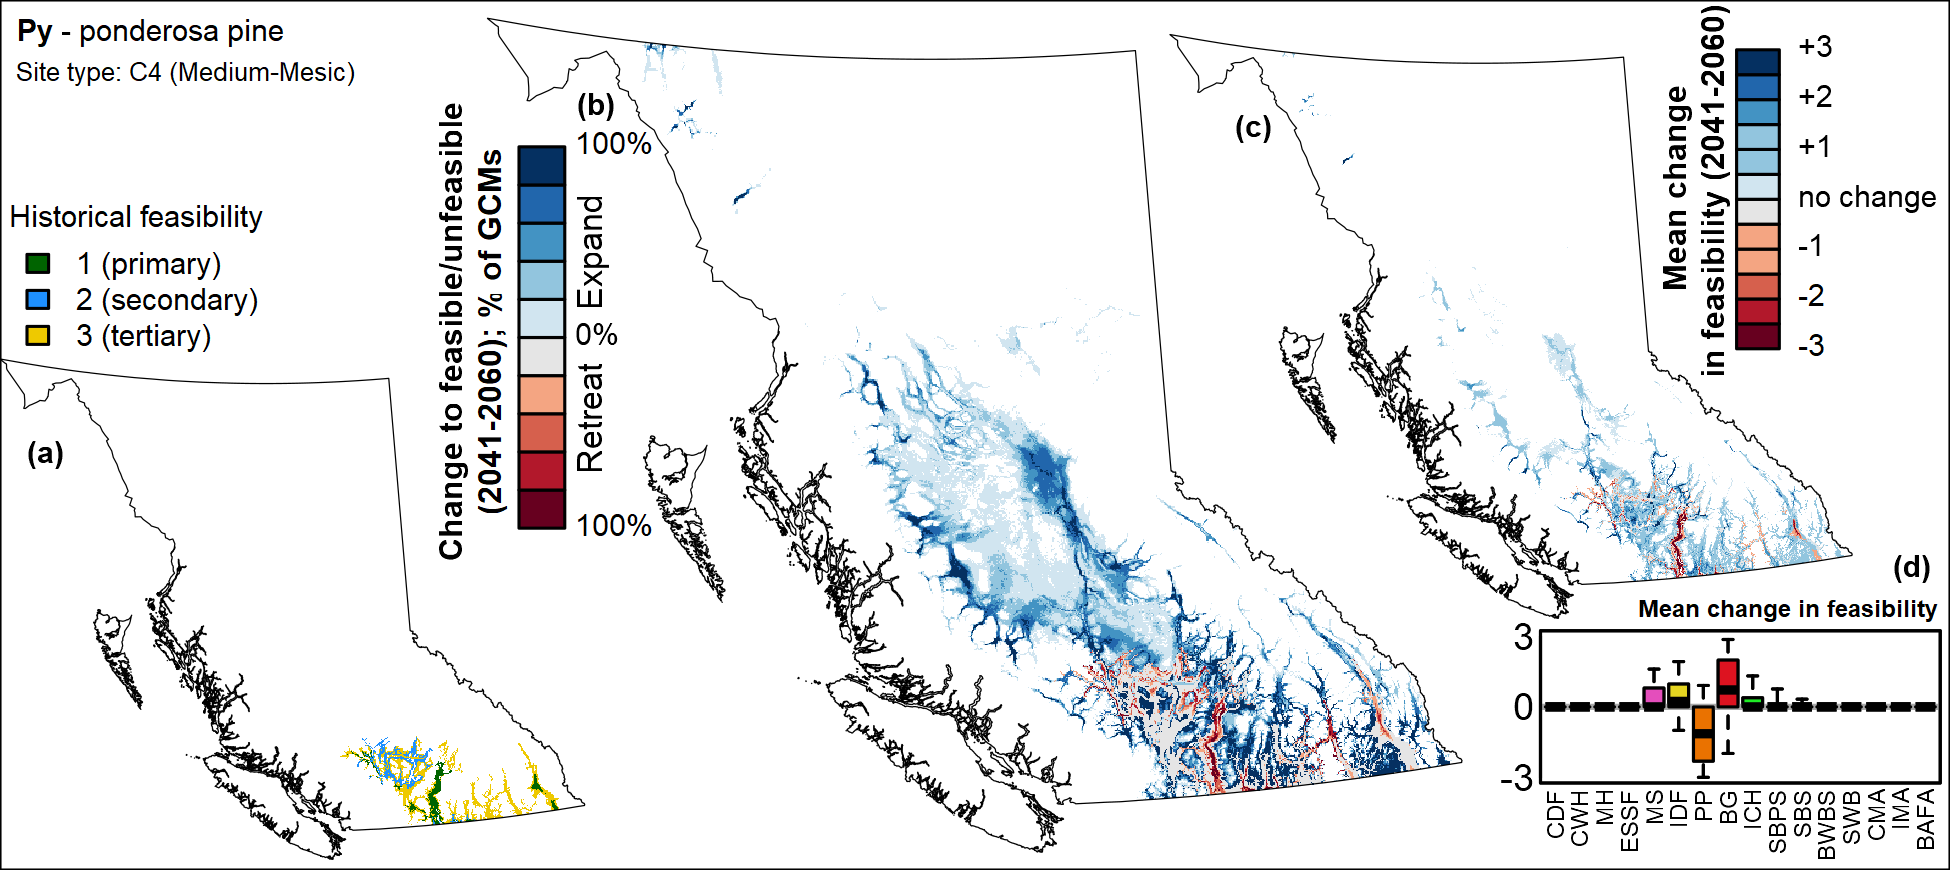 Py - ponderosa pine
Site type: C4 (Medium-Mesic)
Historical feasibility
1 (primary)
2 (secondary)
3 (tertiary)
(a)
(b)
Change to feasible/unfeasible
(2041-2060); % of GCMs
100%
Expand
0%
Retreat
100%
(c)
Mean change
in feasibility (2041-2060)
+3
+2
+1
no change
-1
-2
-3
(d)
Mean change in feasibility
3
0
-3
CDF
CWH
MH
ESSF
MS
IDF
PP
BG
ICH
SBPS
SBS
BWBS
SWB
CMA
IMA
BAFA